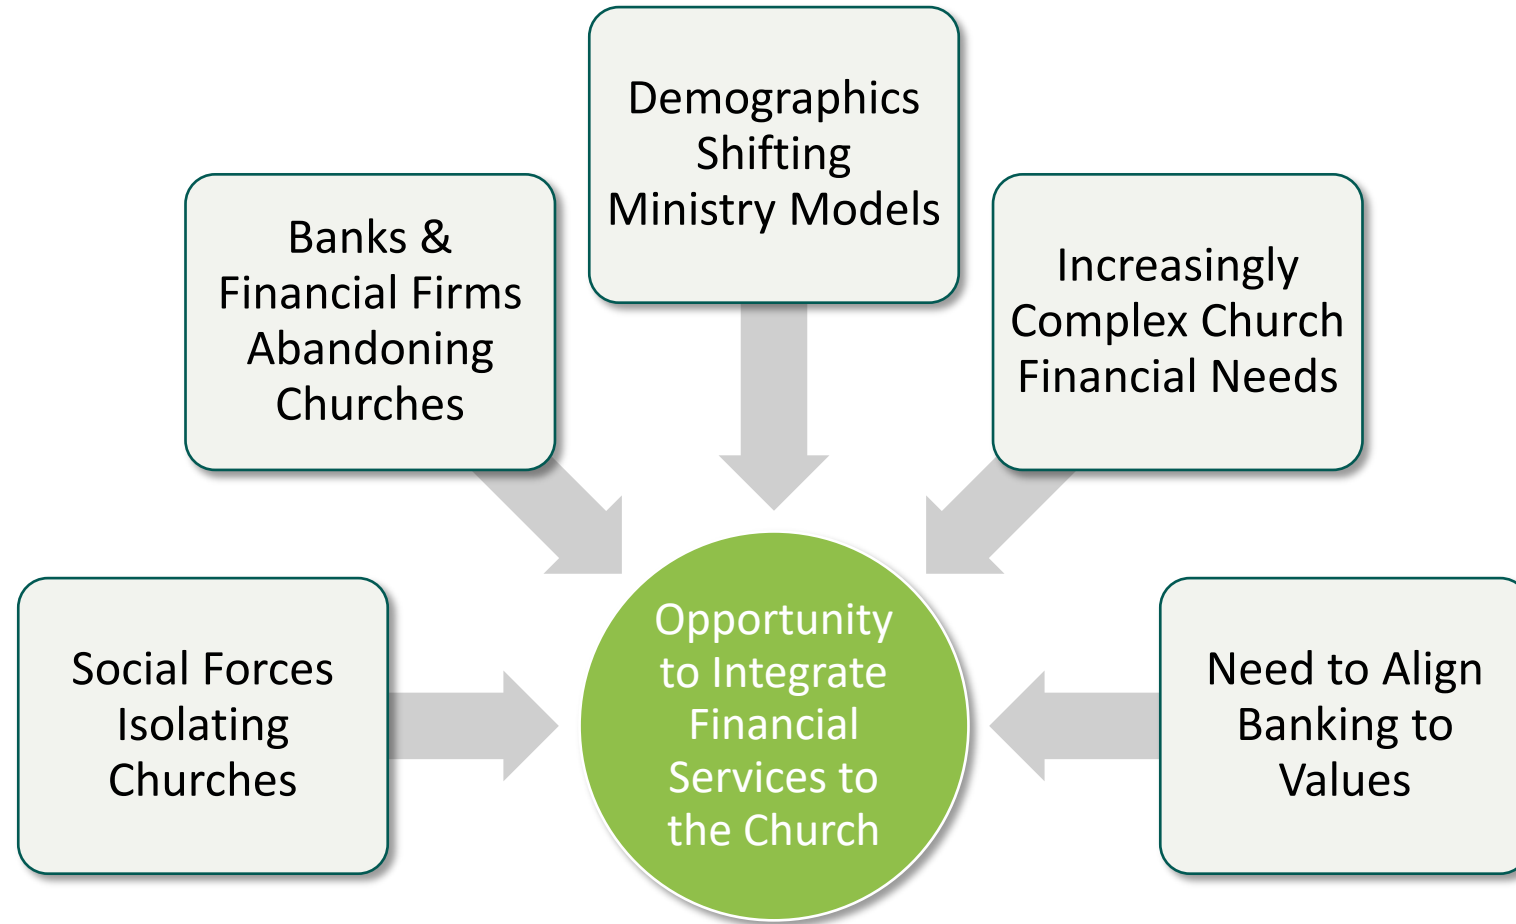 Demographics
Shifting
Ministry Models
Banks &
Financial Firms
Abandoning
Churches
Increasingly
Complex Church
Financial Needs
Social Forces
Isolating
Churches
Opportunity
to Integrate
Financial
Services to
the Church
Need to Align
Banking to
Values